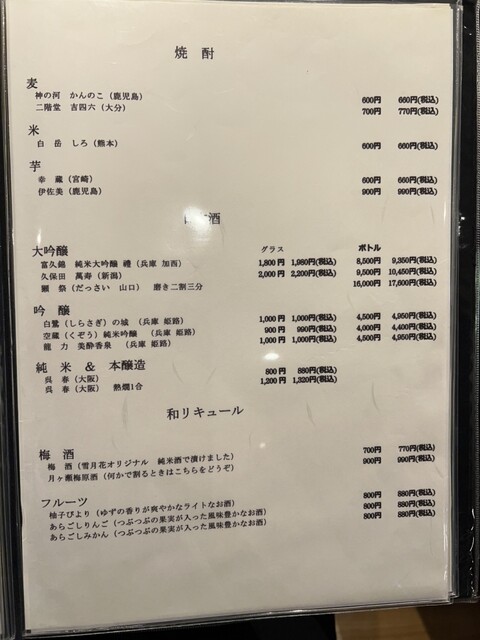 焼　酎
麦
神の河　かんのこ（鹿児島）　600円　660円(税込)
二階堂　吉四六（大分）　700円　770円(税込)
米
白　岳　しろ（熊本）　600円　660円(税込)
芋
幸　蔵（宮崎）　600円　660円(税込)
伊佐美（鹿児島）　900円　990円(税込)
酒
大吟醸　グラス　ボトル
富久錦　純米大吟醸　禮（兵庫 加西）　1,800円　1,980円(税込)　8,500円　9,350円(税込)
久保田　萬寿（新潟）　2,000円　2,200円(税込)　9,500円　10,450円(税込)
獺　祭（だっさい　山口）　磨き二割三分　16,000円　17,600円(税込)
吟　醸
白鷺（しらさぎ）の城　（兵庫 姫路）　1,000円　1,000円(税込)　4,500円　4,950円(税込)
空蔵（くぞう）純米吟醸　（兵庫 姫路）　900円　990円(税込)　4,000円　4,400円(税込)
龍　力　美酔香泉　（兵庫 姫路）　1,000円　1,000円(税込)　4,500円　4,950円(税込)
純　米　＆　本醸造
呉　春（大阪）　800円　880円(税込)
呉　春（大阪）　熱燗1合　1,200円　1,320円(税込)
和リキュール
梅　酒
梅　酒（雪月花オリジナル　純米酒で漬けました）　700円　770円(税込)
月ヶ瀬梅原酒（何かで割るときはこちらをどうぞ）　900円　990円(税込)
フルーツ
柚子びより（ゆずの香りが爽やかなライトなお酒）　800円　880円(税込)
あらごしりんご（つぶつぶの果実が入った風味豊かなお酒）　800円　880円(税込)
あらごしみかん（つぶつぶの果実が入った風味豊かなお酒）　800円　880円(税込)